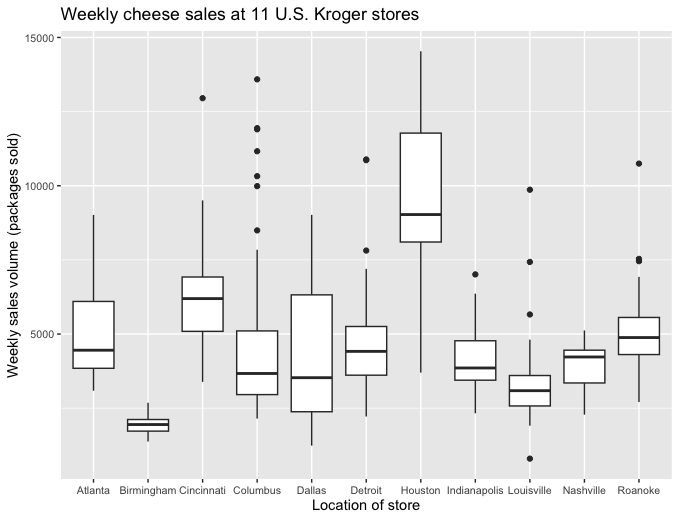 Weekly cheese sales at 11 U.S. Kroger stores
Weekly sales volume (packages sold)
15000
10000
5000
Atlanta Birmingham Cincinnati Columbus Dallas Detroit Houston Indianapolis Louisville Nashville Roanoke
Location of store